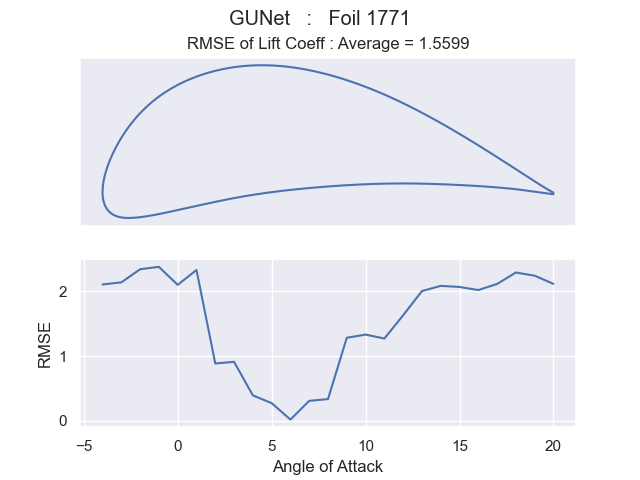 GUNet   :   Foil 1771
RMSE of Lift Coeff : Average = 1.5599
RMSE
2
1
0
−5 0 5 10 15 20
Angle of Attack